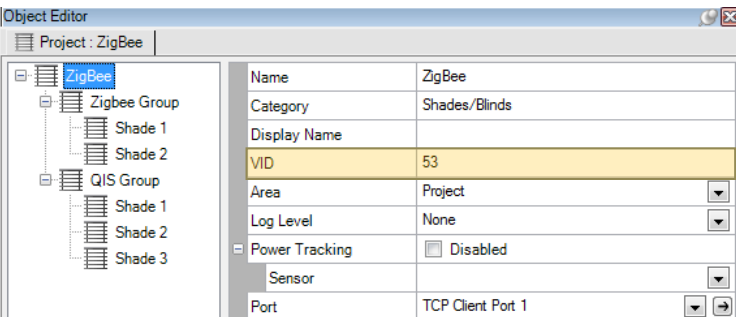 Object Editor
Project : ZigBee
ZigBee
Zigbee Group
Shade 1
Shade 2
QIS Group
Shade 1
Shade 2
Shade 3
Name ZigBee
Category Shades/Blinds
Display Name
VID 53
Area Project
Log Level None
Power Tracking Disabled
Sensor
Port TCP Client Port 1